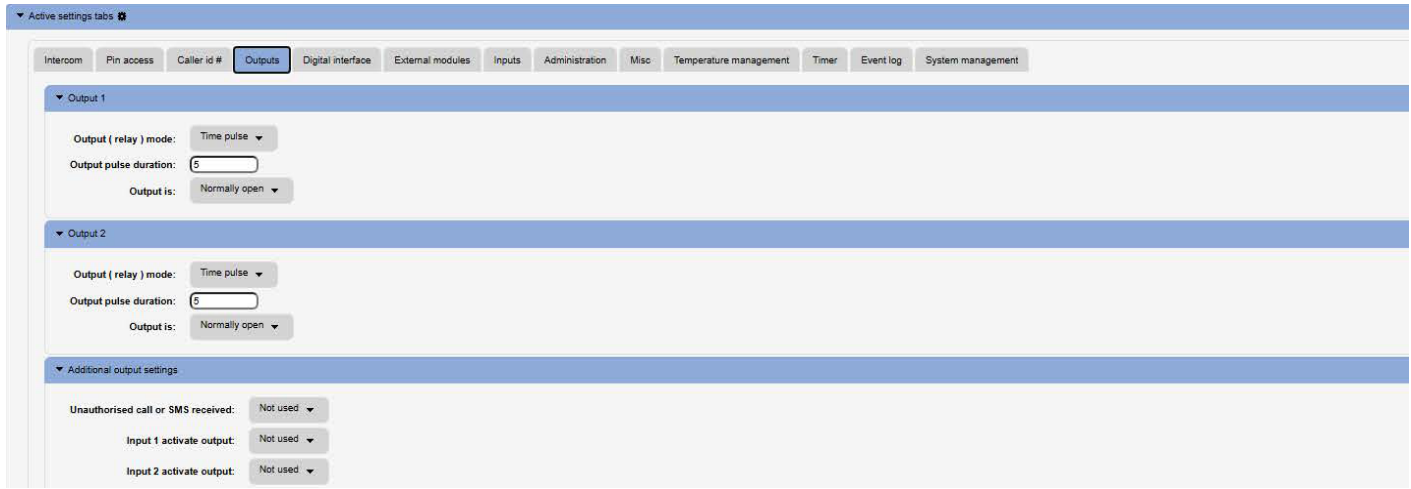 Active settings tabs
Intercom Pin access Caller id # Outputs Digital interface External modules Inputs Administration Misc Temperature management Timer Event log System management
Output 1
Output ( relay ) mode: Time pulse
Output pulse duration: 5
Output is: Normally open
Output 2
Output ( relay ) mode: Time pulse
Output pulse duration: 5
Output is: Normally open
Additional output settings
Unauthorised call or SMS received: Not used
Input 1 activate output: Not used
Input 2 activate output: Not used